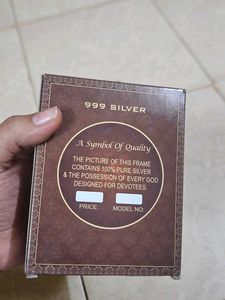 999 SILVER
A Symbol Of Quality
THE PICTURE OF THIS FRAME
CONTAINS 100% PURE SILVER
& THE POSSESSION OF EVERY GOD
DESIGNED FOR DEVOTEES
PRICE: MODEL NO: